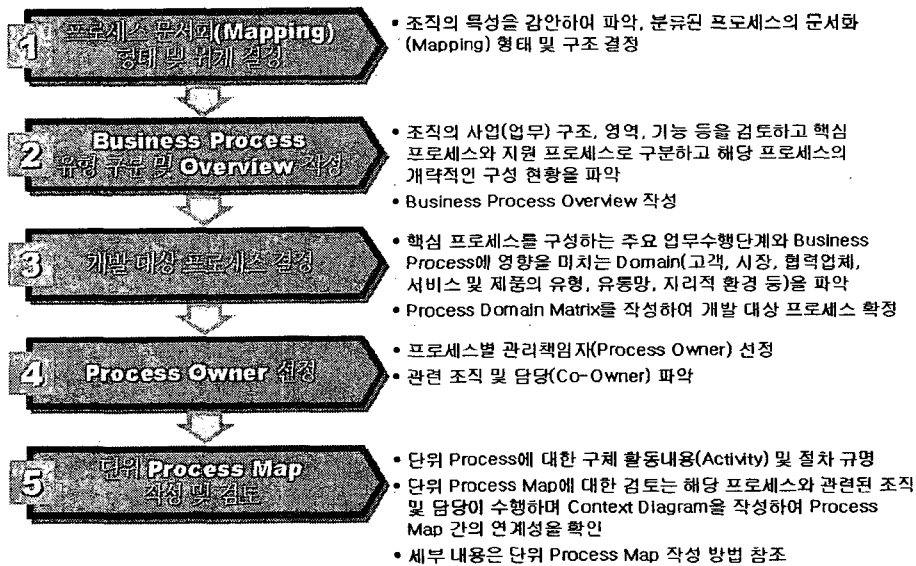 1
프로세스 문서화(Mapping)
형태 및 위계 결정
• 조직의 특성을 감안하여 파악, 분류된 프로세스의 문서화
(Mapping) 형태 및 구조 결정
2
Business Process
유형 구분 및 Overview 작성
• 조직의 사업(업무) 구조, 영역, 기능 등을 검토하고 핵심
프로세스와 지원 프로세스로 구분하고 해당 프로세스의
개략적인 구성 현황을 파악
• Business Process Overview 작성
3
개발 대상 프로세스 결정
• 핵심 프로세스를 구성하는 주요 업무수행단계와 Business
Process에 영향을 미치는 Domain(고객, 시장, 협력업체,
서비스 및 제품의 유형, 유통망, 지리적 환경 등)을 파악
• Process Domain Matrix를 작성하여 개발 대상 프로세스 확정
4
Process Owner 선정
• 프로세스별 관리책임자(Process Owner) 선정
• 관련 조직 및 담당(Co-Owner) 파악
5
단위 Process Map
작성 및 검토
• 단위 Process에 대한 구체 활동내용(Activity) 및 절차 규명
• 단위 Process Map에 대한 검토는 해당 프로세스와 관련된 조직
및 담당이 수행하며 Context Diagram을 작성하여 Process
Map 간의 연계성을 확인
• 세부 내용은 단위 Process Map 작성 방법 참조